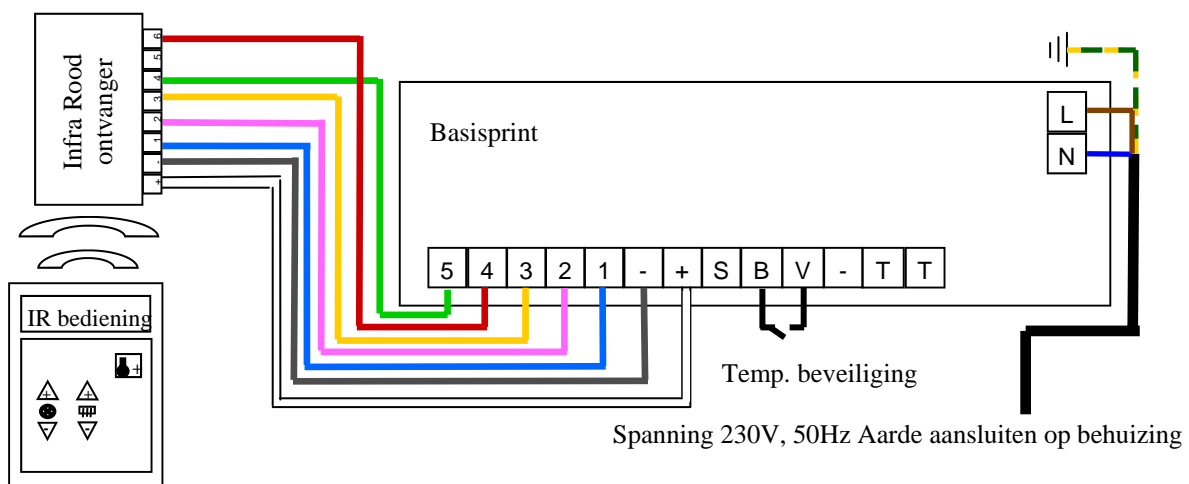 Infra Rood
ontvanger
6
5
4
3
2
1
-
+
Basisprint
L
N
5 4 3 2 1 - + S B V - T T
IR bediening
+
+ +
- -
Temp. beveiliging
Spanning 230V, 50Hz Aarde aansluiten op behuizing